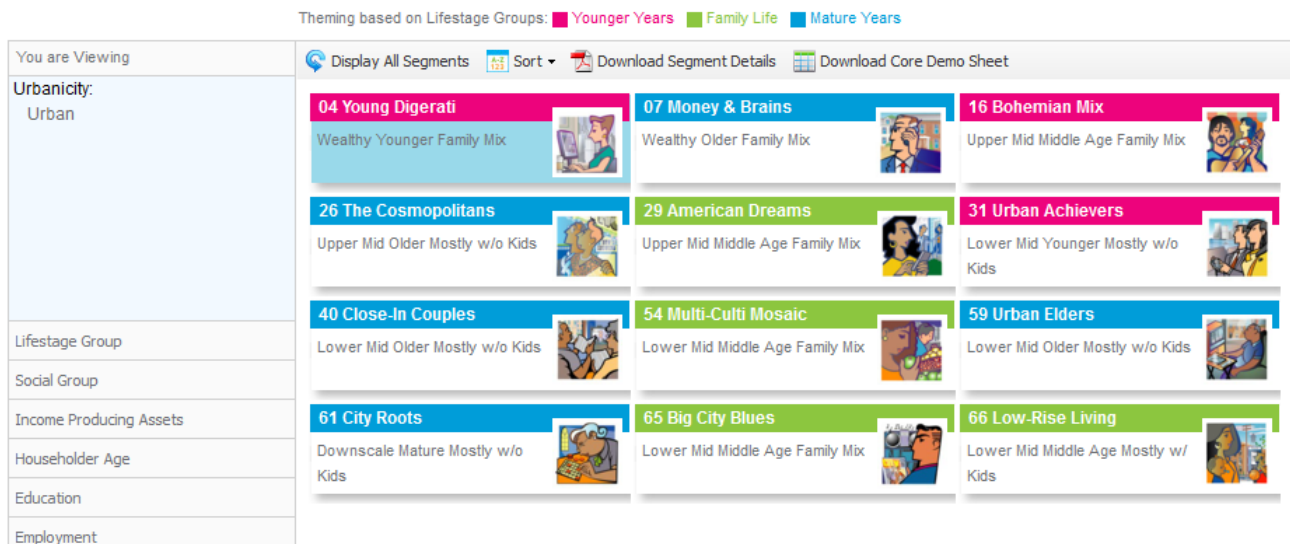 Theming based on Lifestage Groups: Younger Years Family Life Mature Years
You are Viewing
Display All Segments Sort Download Segment Details Download Core Demo Sheet
Urbanicity:
Urban
04 Young Digerati
Wealthy Younger Family Mix
07 Money & Brains
Wealthy Older Family Mix
16 Bohemian Mix
Upper Mid Middle Age Family Mix
26 The Cosmopolitans
Upper Mid Older Mostly w/o Kids
29 American Dreams
Upper Mid Middle Age Family Mix
31 Urban Achievers
Lower Mid Younger Mostly w/o
Kids
40 Close-In Couples
Lower Mid Older Mostly w/o Kids
54 Multi-Culti Mosaic
Lower Mid Middle Age Family Mix
59 Urban Elders
Lower Mid Older Mostly w/o Kids
61 City Roots
Downscale Mature Mostly w/o
Kids
65 Big City Blues
Lower Mid Middle Age Family Mix
66 Low-Rise Living
Lower Mid Middle Age Mostly w/
Kids
Lifestage Group
Social Group
Income Producing Assets
Householder Age
Education
Employment